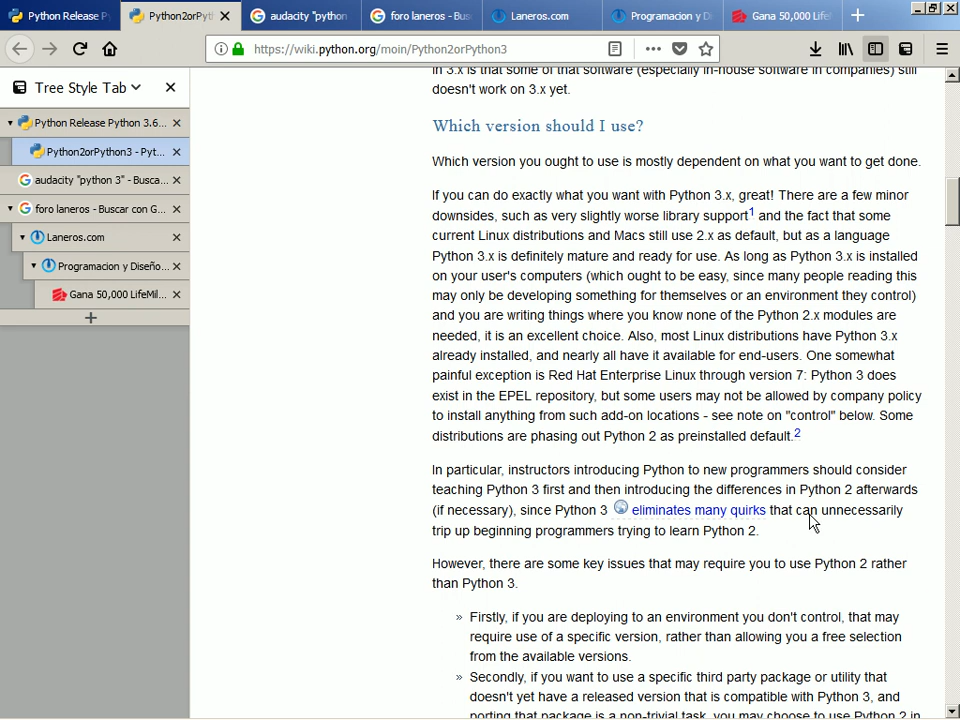 Python Release P
Python2orPyt
audacity "python
foro laneros - Busc
Laneros.com
Programacion y Di
Gana 50,000 LifeM
https://wiki.python.org/moin/Python2orPython3
Tree Style Tab
Python Release Python 3.6...
Python2orPython3 - Pyt...
audacity "python 3" - Busca...
foro laneros - Buscar con G...
Laneros.com
Programacion y Diseño...
Gana 50,000 LifeMil...
in 3.x is that some of that software (especially in-house software in companies) still
doesn't work on 3.x yet.
Which version should I use?
Which version you ought to use is mostly dependent on what you want to get done.
If you can do exactly what you want with Python 3.x, great! There are a few minor
downsides, such as very slightly worse library support1 and the fact that some
current Linux distributions and Macs still use 2.x as default, but as a language
Python 3.x is definitely mature and ready for use. As long as Python 3.x is installed
on your user's computers (which ought to be easy, since many people reading this
may only be developing something for themselves or an environment they control)
and you are writing things where you know none of the Python 2.x modules are
needed, it is an excellent choice. Also, most Linux distributions have Python 3.x
already installed, and nearly all have it available for end-users. One somewhat
painful exception is Red Hat Enterprise Linux through version 7: Python 3 does
exist in the EPEL repository, but some users may not be allowed by company policy
to install anything from such add-on locations - see note on "control" below. Some
distributions are phasing out Python 2 as preinstalled default.2
In particular, instructors introducing Python to new programmers should consider
teaching Python 3 first and then introducing the differences in Python 2 afterwards
(if necessary), since Python 3 eliminates many quirks that can unnecessarily
trip up beginning programmers trying to learn Python 2.
However, there are some key issues that may require you to use Python 2 rather
than Python 3.
» Firstly, if you are deploying to an environment you don't control, that may
require use of a specific version, rather than allowing you a free selection
from the available versions.
» Secondly, if you want to use a specific third party package or utility that
doesn't yet have a released version that is compatible with Python 3, and
porting that package is a non-trivial task, you may choose to use Python 2 in